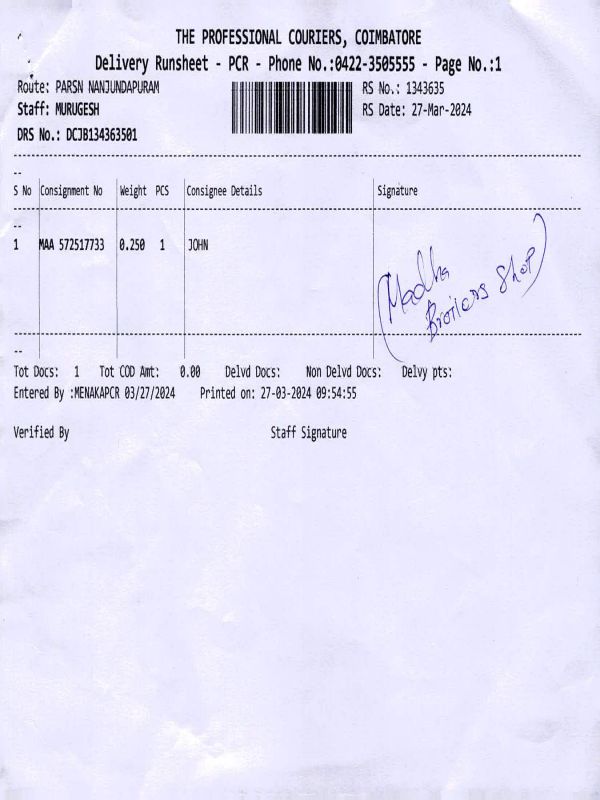 THE PROFESSIONAL COURIERS, COIMBATORE
Delivery Runsheet - PCR - Phone No.:0422-3505555 - Page No.:1
Route: PARSN NANJUNDAPURAM RS No.: 1343635
Staff: MURUGESH RS Date: 27-Mar-2024
DRS No.: DCJB134363501
--
S No Consignment No Weight PCS Consignee Details Signature
--
1 MAA 572517733 0.250 1 JOHN
(Madha
Broilers Shop)
--
Tot Docs: 1 Tot COD Amt: 0.00 Delvd Docs: Non Delvd Docs: Delvy pts:
Entered By :MENAKAPCR 03/27/2024 Printed on: 27-03-2024 09:54:55
Verified By Staff Signature